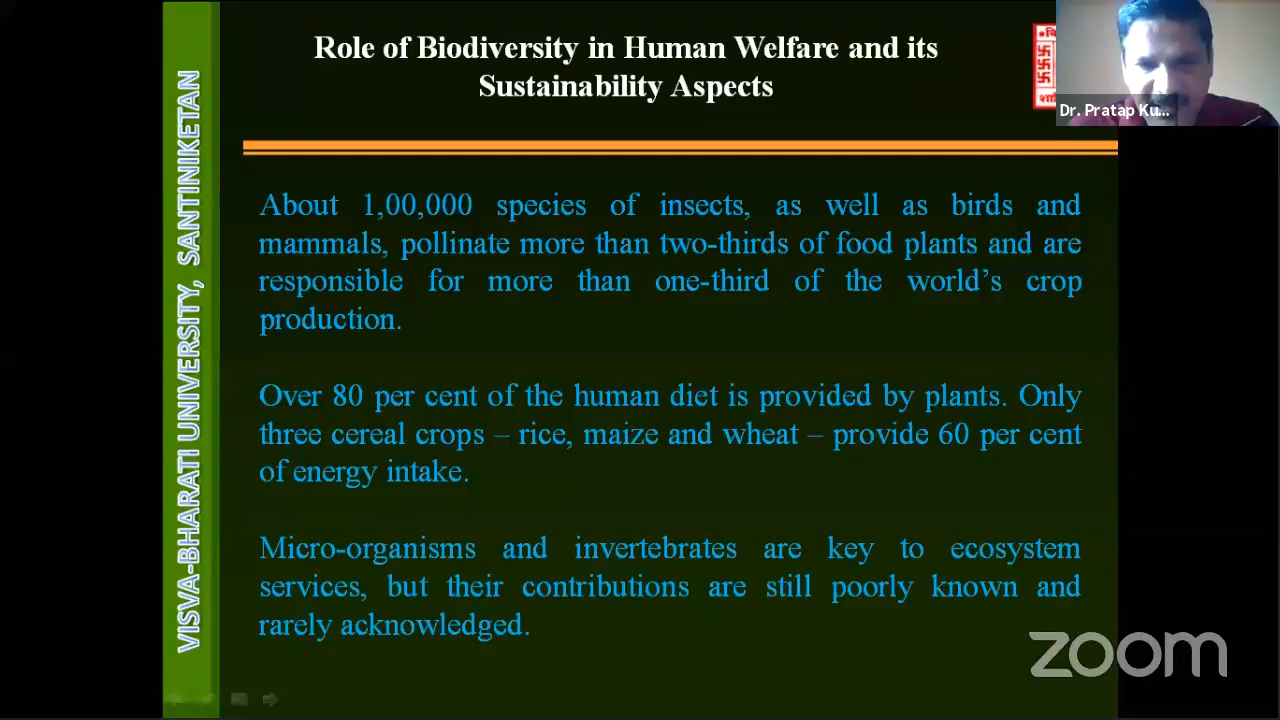 Role of Biodiversity in Human Welfare and its
Sustainability Aspects
Dr. Pratap Ku...
VISVA-BHARATI UNIVERSITY, SANTINIKETAN
About 1,00,000 species of insects, as well as birds and
mammals, pollinate more than two-thirds of food plants and are
responsible for more than one-third of the world’s crop
production.
Over 80 per cent of the human diet is provided by plants. Only
three cereal crops – rice, maize and wheat – provide 60 per cent
of energy intake.
Micro-organisms and invertebrates are key to ecosystem
services, but their contributions are still poorly known and
rarely acknowledged.
zoom